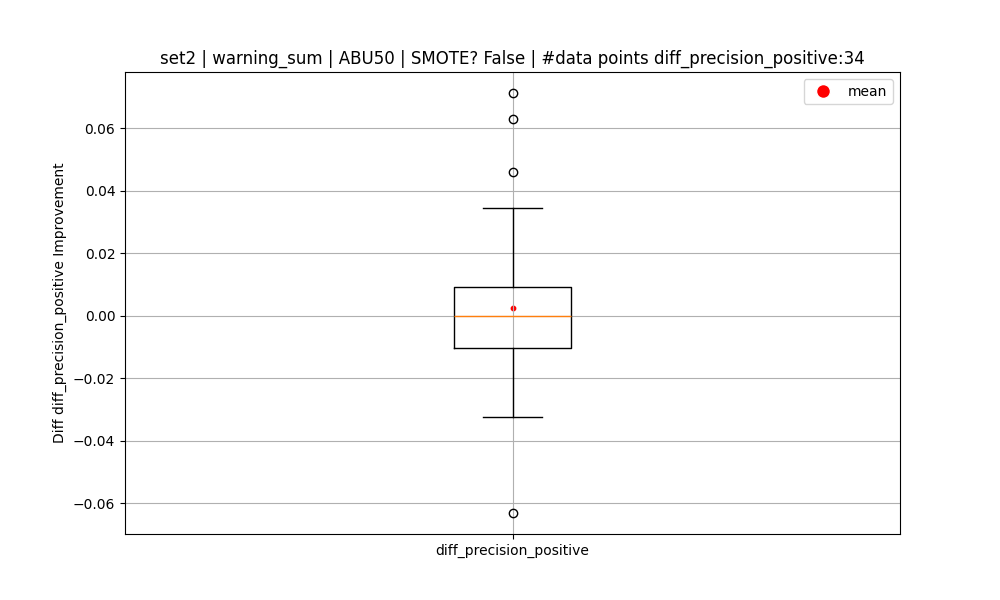 set2 | warning_sum | ABU50 | SMOTE? False | #data points diff_precision_positive:34
mean
Diff diff_precision_positive Improvement
0.06
0.04
0.02
0.00
−0.02
−0.04
−0.06
diff_precision_positive